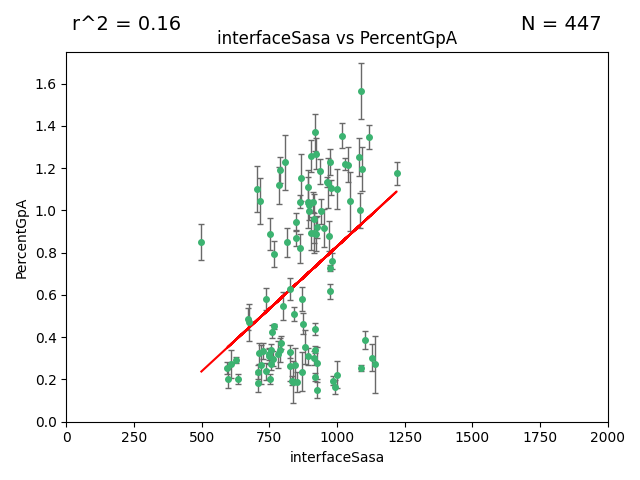 r^2 = 0.16
N = 447
interfaceSasa vs PercentGpA
PercentGpA
1.6
1.4
1.2
1.0
0.8
0.6
0.4
0.2
0.0
0 250 500 750 1000 1250 1500 1750 2000
interfaceSasa